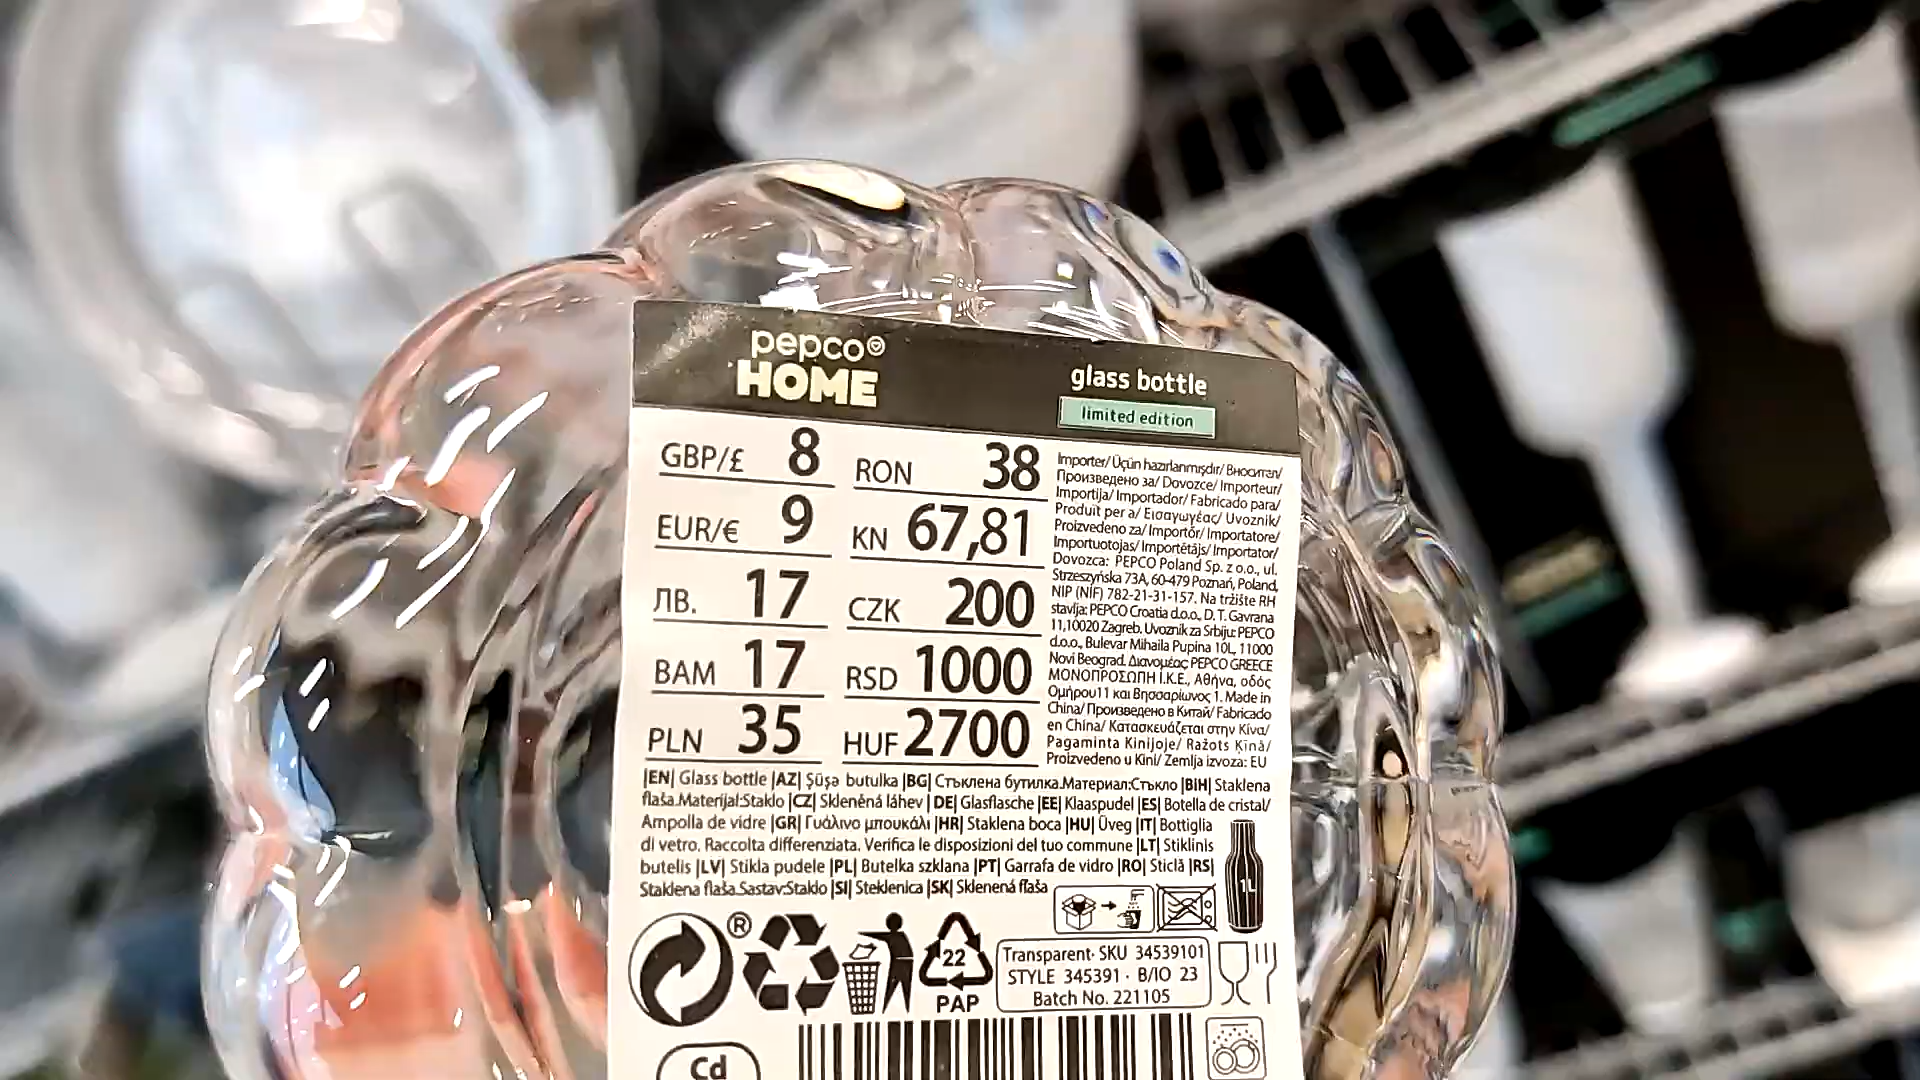 pepco
HOME
glass bottle
limited edition
GBP/£ 8
EUR/€ 9
ЛВ. 17
BAM 17
PLN 35
RON 38
KN 67,81
CZK 200
RSD 1000
HUF 2700
Importer/ Üçün hazırlanmışdır/ Вносител/
Произведено за/ Dovozce/ Importeur/
Importija/ Importador/ Fabricado para/
Produït per a/ Εισαγωγέας/ Uvoznik/
Proizvedeno za/ Importőr/ Importatore/
Importuotojas/ Importētājs/ Importator/
Dovozca: PEPCO Poland Sp. z o.o., ul.
Strzeszyńska 73A, 60-479 Poznań, Poland,
NIP (NIF) 782-21-31-157. Na tržište RH
stavlja: PEPCO Croatia d.o.o., D. T. Gavrana
11,10020 Zagreb. Uvoznik za Srbiju: PEPCO
d.o.o., Bulevar Mihaila Pupina 10L, 11000
Novi Beograd. Διανομέας PEPCO GREECE
ΜΟΝΟΠΡΟΣΩΠΗ Ι.Κ.Ε., Αθήνα, οδός
Ομήρου11 και Βησσαρίωνος 1. Made in
China/ Произведено в Китай/ Fabricado
en China/ Κατασκευάζεται στην Κίνα/
Pagaminta Kinijoje/ Ražots Ķīnā/
Proizvedeno u Kini/ Zemlja izvoza: EU
|EN| Glass bottle |AZ| Şüşə butulka |BG| Стъклена бутилка.Материал:Стъкло |BIH| Staklena
flaša.Materijal:Staklo |CZ| Skleněná láhev | DE| Glasflasche |EE| Klaaspudel |ES| Botella de cristal/
Ampolla de vidre |GR| Γυάλινο μπουκάλι |HR| Staklena boca |HU| Üveg |IT| Bottiglia
di vetro. Raccolta differenziata. Verifica le disposizioni del tuo commune |LT| Stiklinis
butelis |LV| Stikla pudele |PL| Butelka szklana |PT| Garrafa de vidro |RO| Sticlă |RS|
Staklena flaša.Sastav:Staklo |SI| Steklenica |SK| Sklenená fľaša
1L
®
22
PAP
Transparent· SKU 34539101
STYLE 345391 · B/IO 23
Batch No. 221105
Cd